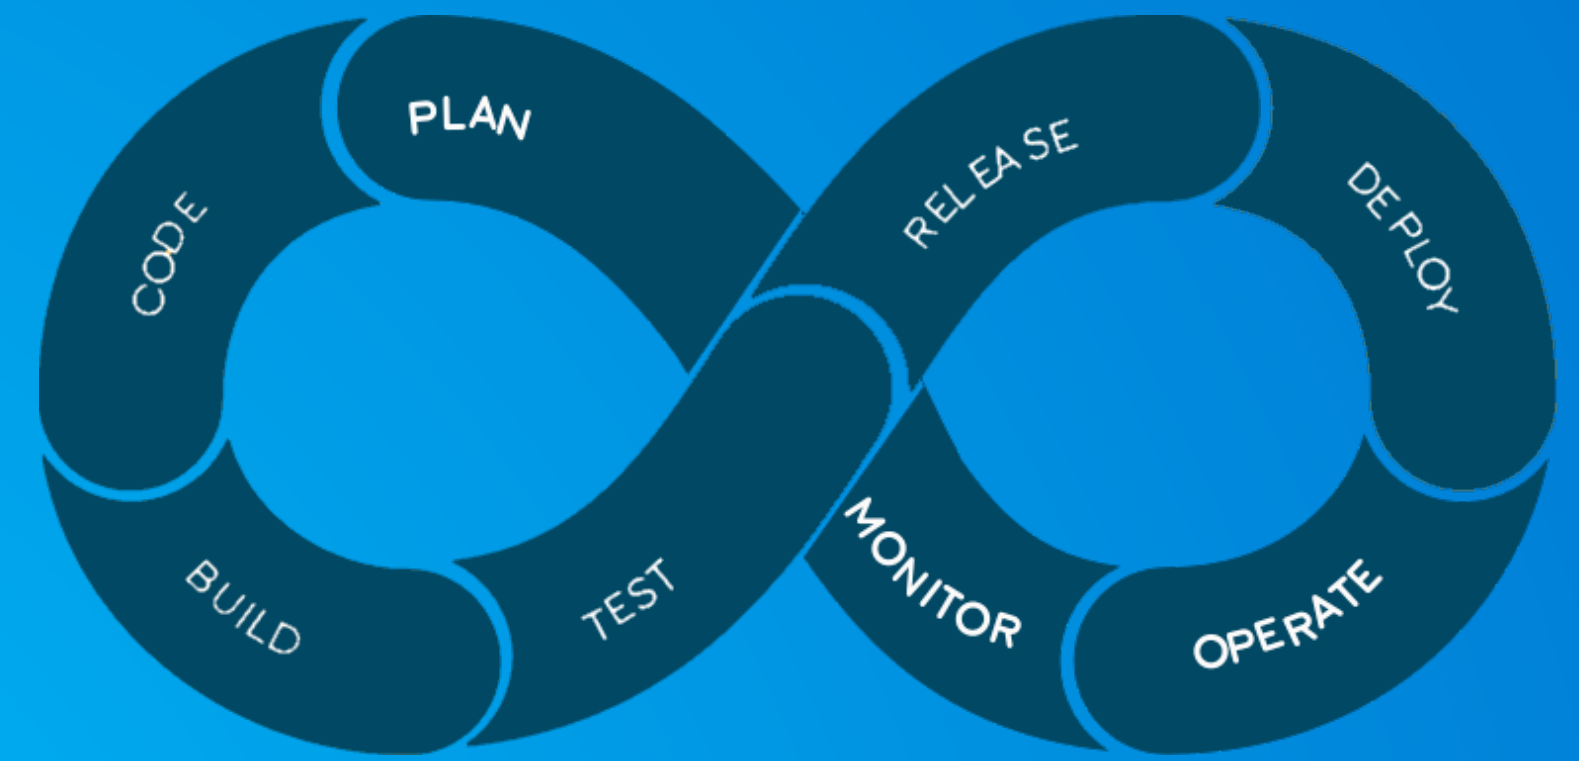 PLAN
CODE
BUILD
TEST
RELEASE
DEPLOY
OPERATE
MONITOR